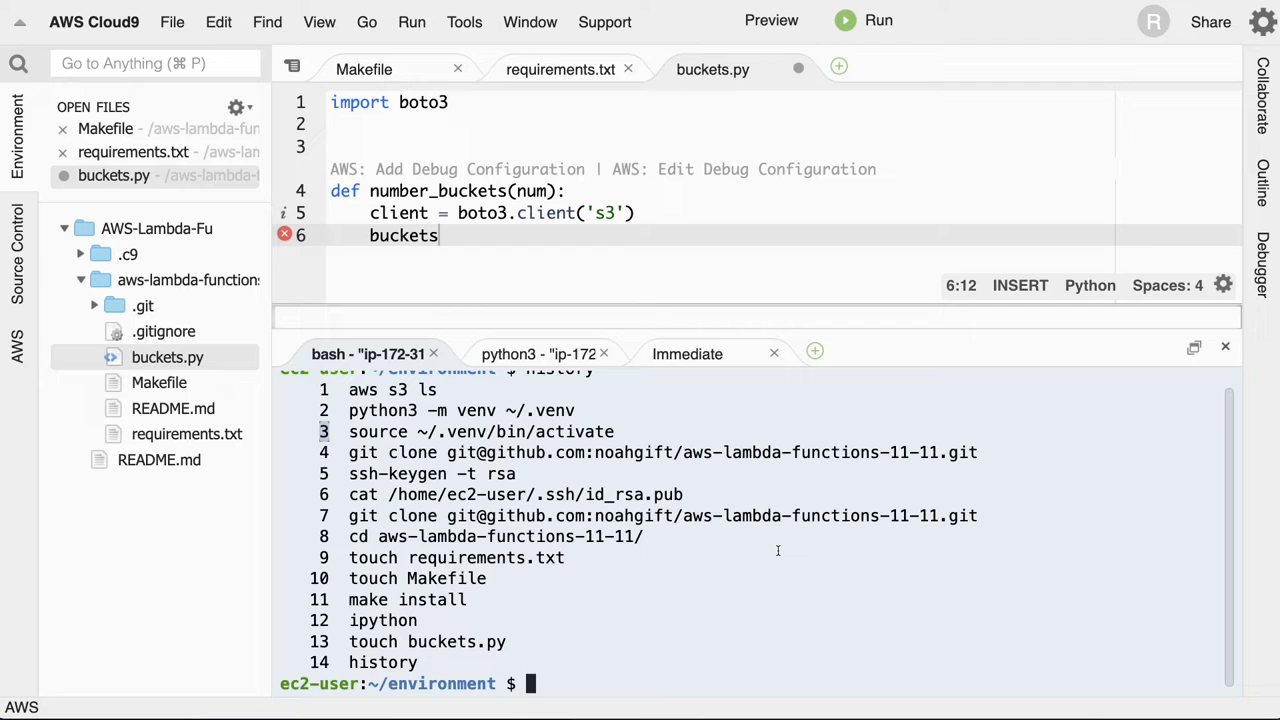 AWS Cloud9 File Edit Find View Go Run Tools Window Support Preview Run R Share
Go to Anything (⌘ P)
Makefile × requirements.txt × buckets.py
Environment
Source Control
AWS
OPEN FILES
× Makefile - /aws-lambda-fun
× requirements.txt - /aws-lam
buckets.py - /aws-lambda-f
AWS-Lambda-Fu
.c9
aws-lambda-functions
.git
.gitignore
buckets.py
Makefile
README.md
requirements.txt
README.md
1 import boto3
2
3
AWS: Add Debug Configuration | AWS: Edit Debug Configuration
4 def number_buckets(num):
i 5 client = boto3.client('s3')
6 buckets
6:12 INSERT Python Spaces: 4
Collaborate
Outline
Debugger
bash - "ip-172-31 × python3 - "ip-172 × Immediate ×
ec2-user:~/environment $ history
1 aws s3 ls
2 python3 -m venv ~/.venv
3 source ~/.venv/bin/activate
4 git clone git@github.com:noahgift/aws-lambda-functions-11-11.git
5 ssh-keygen -t rsa
6 cat /home/ec2-user/.ssh/id_rsa.pub
7 git clone git@github.com:noahgift/aws-lambda-functions-11-11.git
8 cd aws-lambda-functions-11-11/
9 touch requirements.txt
10 touch Makefile
11 make install
12 ipython
13 touch buckets.py
14 history
ec2-user:~/environment $
AWS